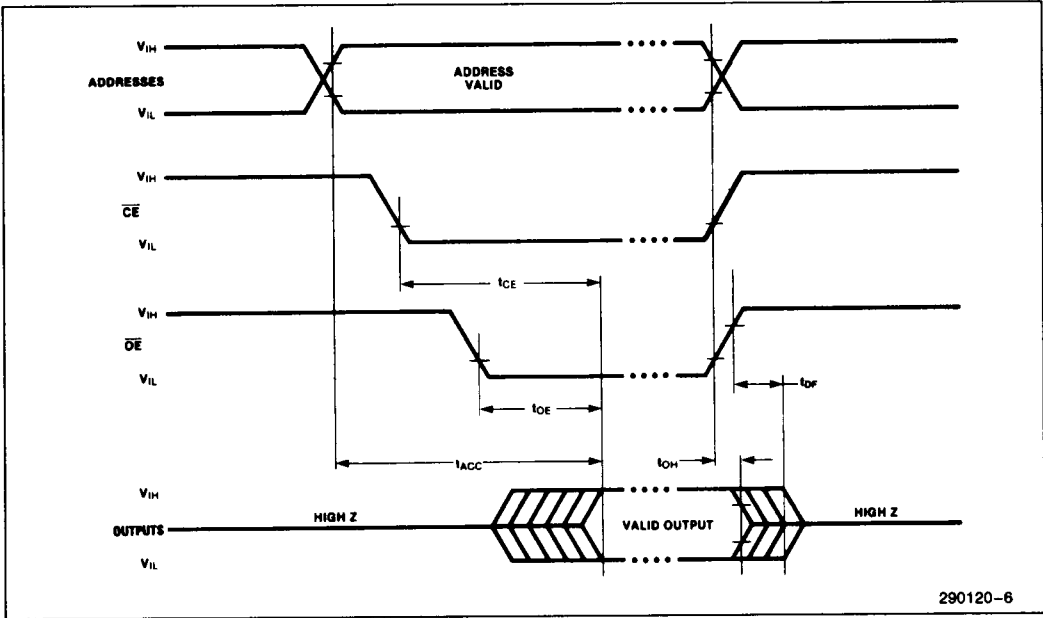 VIH
ADDRESSES
VIL
ADDRESS
VALID
VIH
CE
VIL
tCE
VIH
OE
VIL
tOE
tDF
tACC
tOH
VIH
OUTPUTS
VIL
HIGH Z
VALID OUTPUT
HIGH Z
290120-6